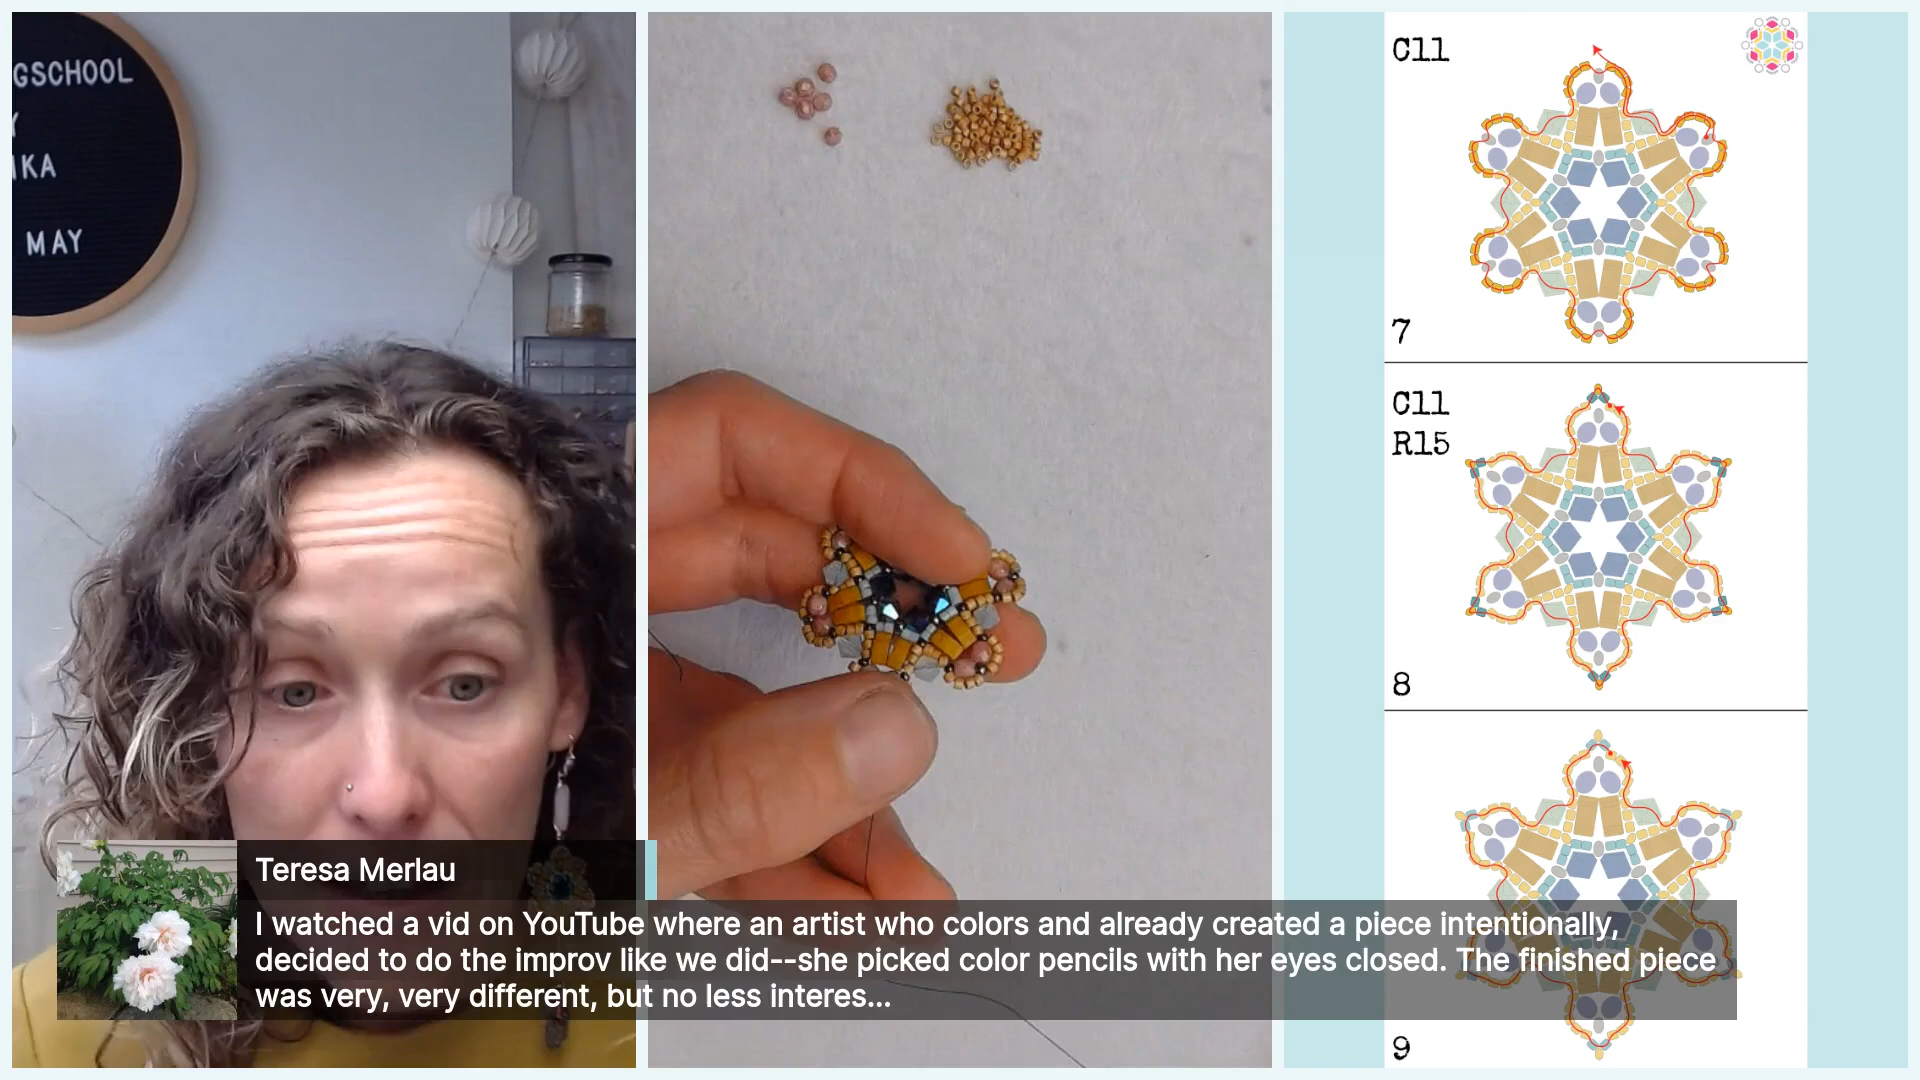 GSCHOOL
Y
IKA
MAY
C11
7
C11
R15
8
9
Teresa Merlau
I watched a vid on YouTube where an artist who colors and already created a piece intentionally,
decided to do the improv like we did--she picked color pencils with her eyes closed. The finished piece
was very, very different, but no less interes...